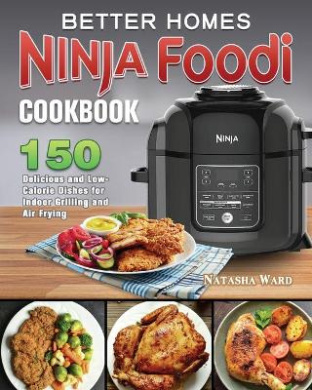 BETTER HOMES
NINJA FOODI
COOKBOOK
150
Delicious and Low-
Calorie Dishes for
Indoor Grilling and
Air Frying
NINJA
NATASHA WARD